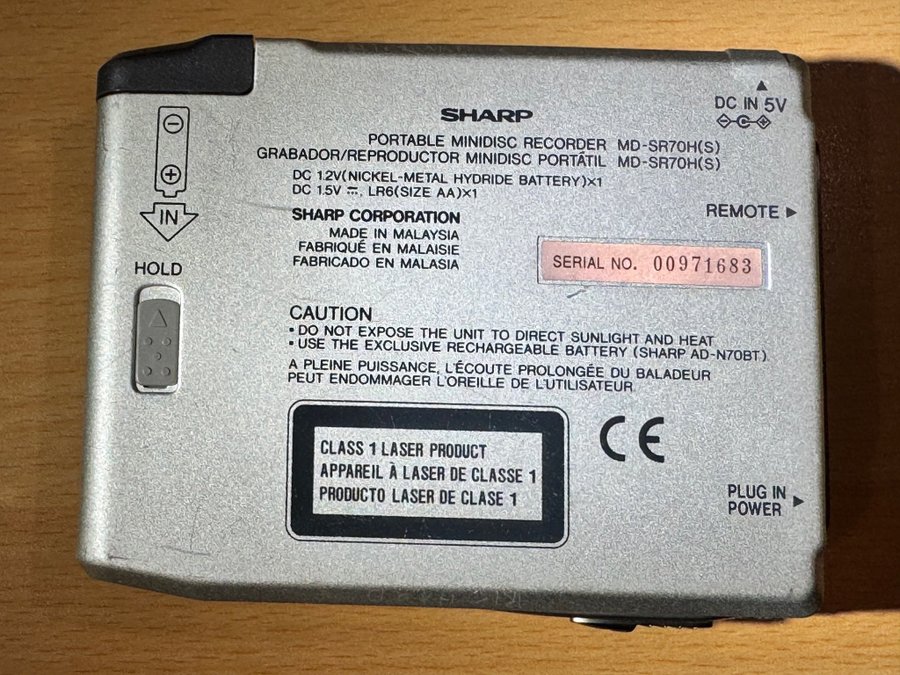 SHARP
PORTABLE MINIDISC RECORDER MD-SR70H(S)
GRABADOR/REPRODUCTOR MINIDISC PORTÁTIL MD-SR70H(S)
DC 1.2V(NICKEL-METAL HYDRIDE BATTERY)×1
DC 1.5V ⎓, LR6(SIZE AA)×1
SHARP CORPORATION
MADE IN MALAYSIA
FABRIQUÉ EN MALAISIE
FABRICADO EN MALASIA
DC IN 5V
REMOTE
SERIAL NO. 00971683
IN
HOLD
CAUTION
• DO NOT EXPOSE THE UNIT TO DIRECT SUNLIGHT AND HEAT.
• USE THE EXCLUSIVE RECHARGEABLE BATTERY (SHARP AD-N70BT).
A PLEINE PUISSANCE, L'ÉCOUTE PROLONGÉE DU BALADEUR
PEUT ENDOMMAGER L'OREILLE DE L'UTILISATEUR.
CLASS 1 LASER PRODUCT
APPAREIL À LASER DE CLASSE 1
PRODUCTO LASER DE CLASE 1
CE
PLUG IN
POWER